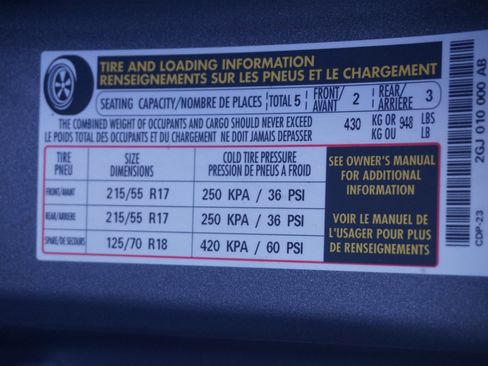 TIRE AND LOADING INFORMATION
RENSEIGNEMENTS SUR LES PNEUS ET LE CHARGEMENT
SEATING CAPACITY/NOMBRE DE PLACES TOTAL 5 FRONT/AVANT 2 REAR/ARRIÈRE 3
THE COMBINED WEIGHT OF OCCUPANTS AND CARGO SHOULD NEVER EXCEED 430 KG OR 948 LBS
LE POIDS TOTAL DES OCCUPANTS ET DU CHARGEMENT NE DOIT JAMAIS DEPASSER KG OU LB
TIRE SIZE COLD TIRE PRESSURE
PNEU DIMENSIONS PRESSION DE PNEUS A FROID
FRONT/AVANT 215/55 R17 250 KPA / 36 PSI
REAR/ARRIERE 215/55 R17 250 KPA / 36 PSI
SPARE/DE SECOURS 125/70 R18 420 KPA / 60 PSI
SEE OWNER'S MANUAL
FOR ADDITIONAL
INFORMATION
VOIR LE MANUEL DE
L'USAGER POUR PLUS
DE RENSEIGNEMENTS
2GJ 010 000 AB
CDP-23